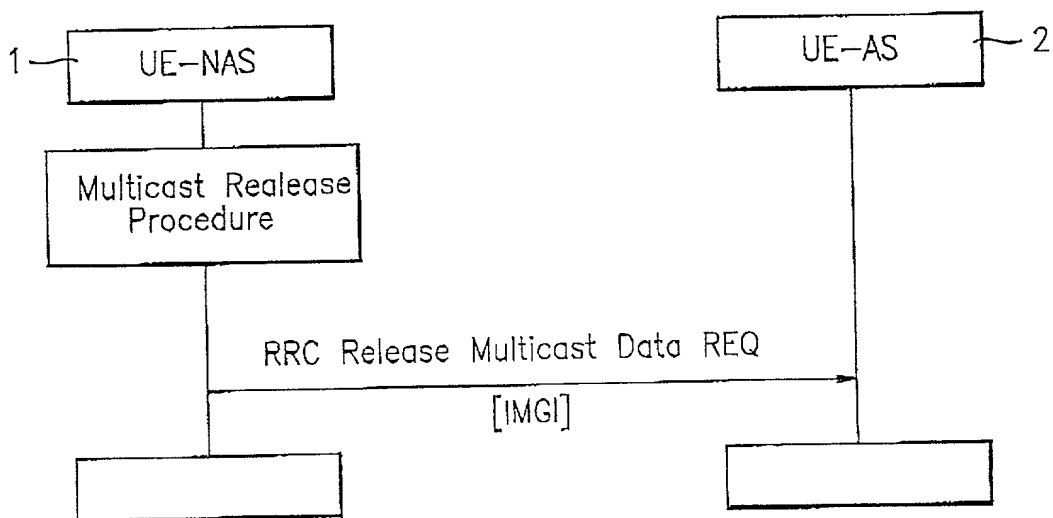 1
UE-NAS
UE-AS
2
Multicast Realease
Procedure
RRC Release Multicast Data REQ
[IMGI]